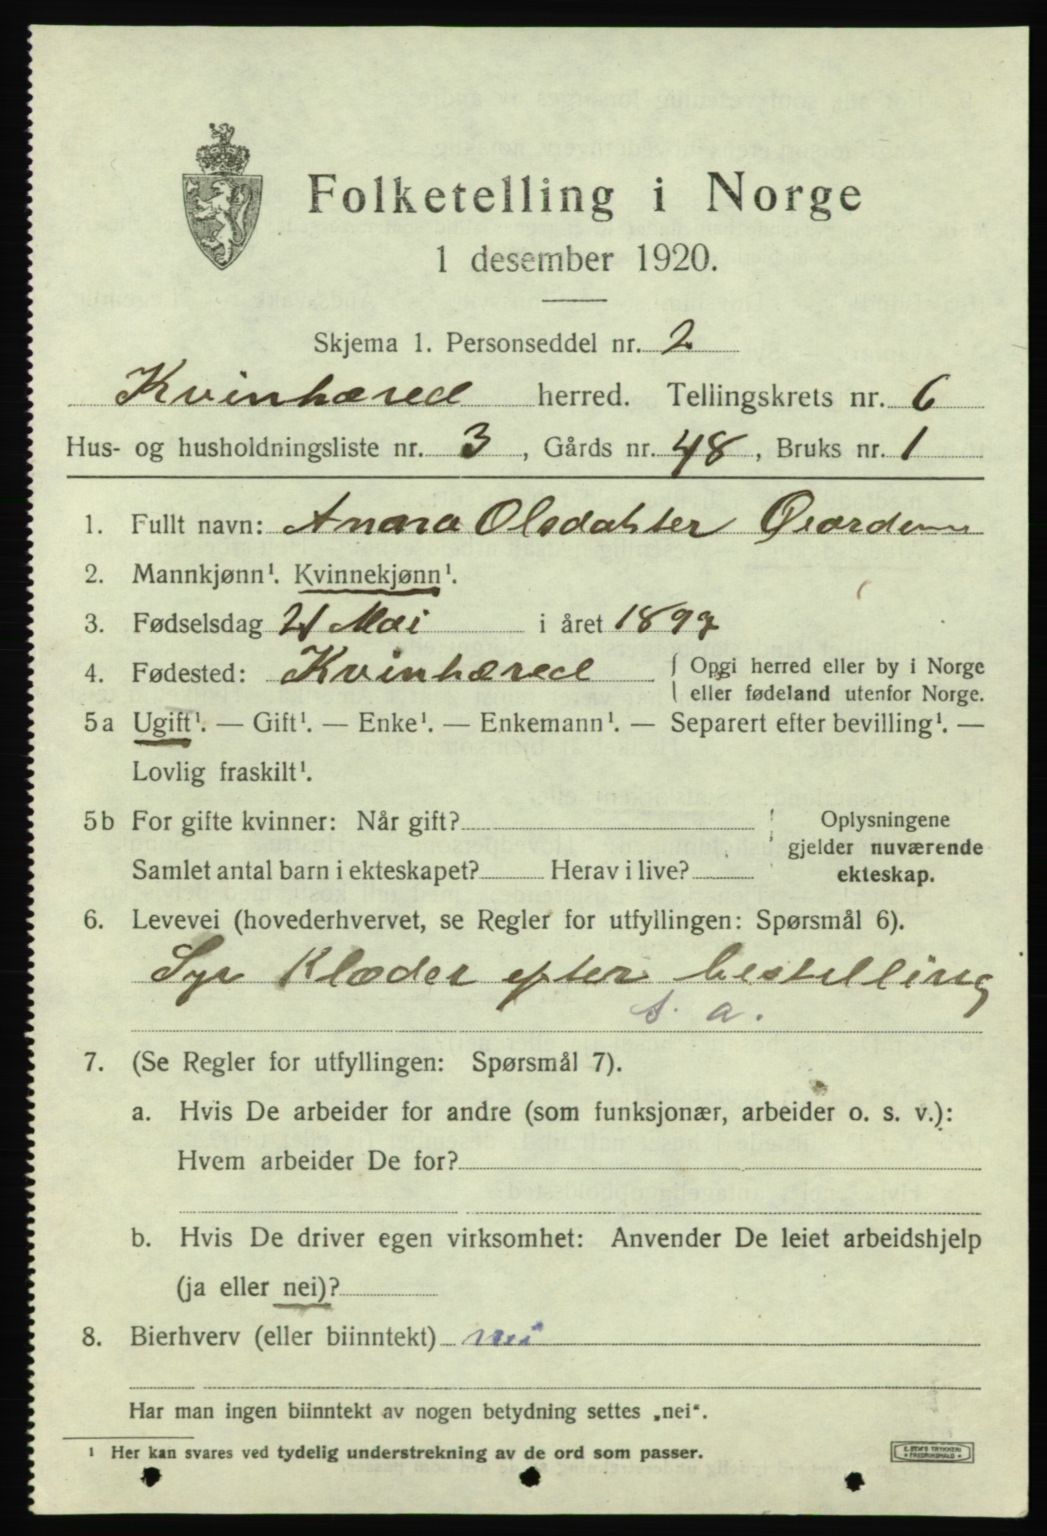 Folketelling i Norge
1 desember 1920.
Skjema 1. Personseddel nr. 2
Kvinhæred herred. Tellingskrets nr. 6
Hus- og husholdningsliste nr. 3, Gårds nr. 48, Bruks nr. 1
1. Fullt navn: Anna Olsdatter
2. Mannkjønn¹. Kvinnekjønn¹.
3. Fødselsdag 21 Mai i året 1897
4. Fødested: Kvinhæred { Opgi herred eller by i Norge
eller fødeland utenfor Norge.
5a Ugift¹. — Gift¹. — Enke¹. — Enkemann¹. — Separert efter bevilling¹. —
Lovlig fraskilt¹.
5b For gifte kvinner: Når gift? Oplysningene
gjelder nuværende
Samlet antal barn i ekteskapet? Herav i live? ekteskap.
6. Levevei (hovederhvervet, se Regler for utfyllingen: Spørsmål 6).
Syr Klæder efter bestilling
s. a.
7. (Se Regler for utfyllingen: Spørsmål 7).
a. Hvis De arbeider for andre (som funksjonær, arbeider o. s. v.):
Hvem arbeider De for?
b. Hvis De driver egen virksomhet: Anvender De leiet arbeidshjelp
(ja eller nei)?
8. Bierhverv (eller biinntekt) nei
Har man ingen biinntekt av nogen betydning settes „nei“.
¹ Her kan svares ved tydelig understrekning av de ord som passer.